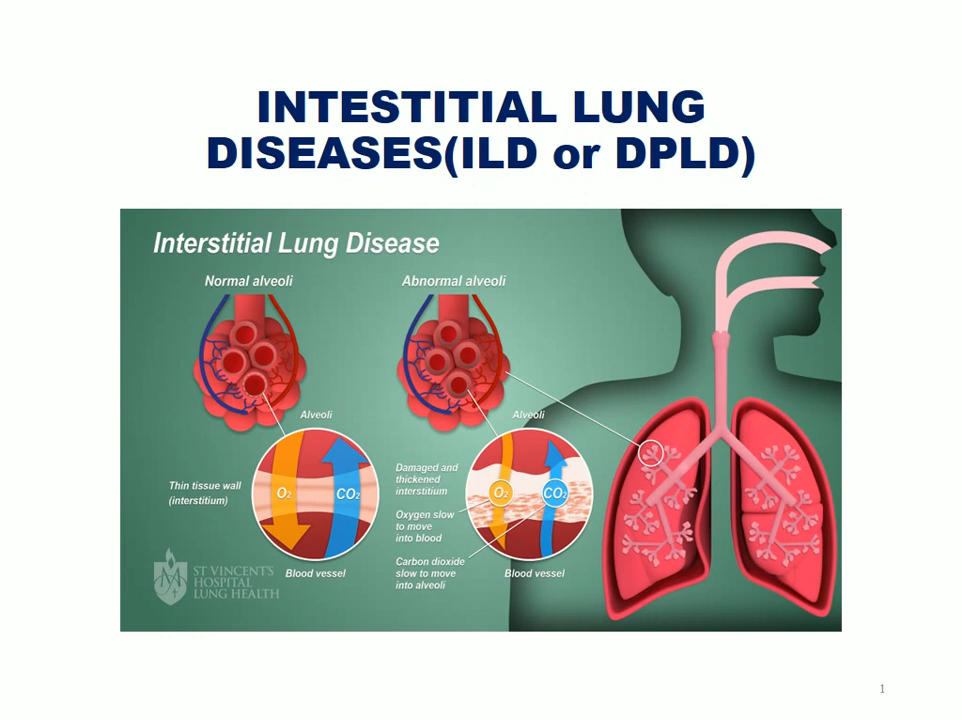 INTESTITIAL LUNG
DISEASES(ILD or DPLD)
Interstitial Lung Disease
Normal alveoli
Abnormal alveoli
Alveoli
Alveoli
Thin tissue wall
(interstitium)
O2
CO2
Damaged and
thickened
interstitium
O2
CO2
Oxygen slow
to move
into blood
Carbon dioxide
slow to move
into alveoli
Blood vessel
Blood vessel
ST VINCENT'S
HOSPITAL
LUNG HEALTH
1